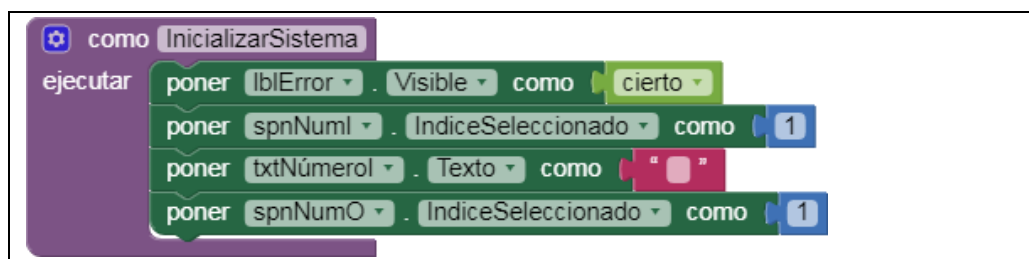 como InicializarSistema
ejecutar poner lblError . Visible como cierto
poner spnNumI . IndiceSeleccionado como 1
poner txtNúmeroI . Texto como “ ”
poner spnNumO . IndiceSeleccionado como 1